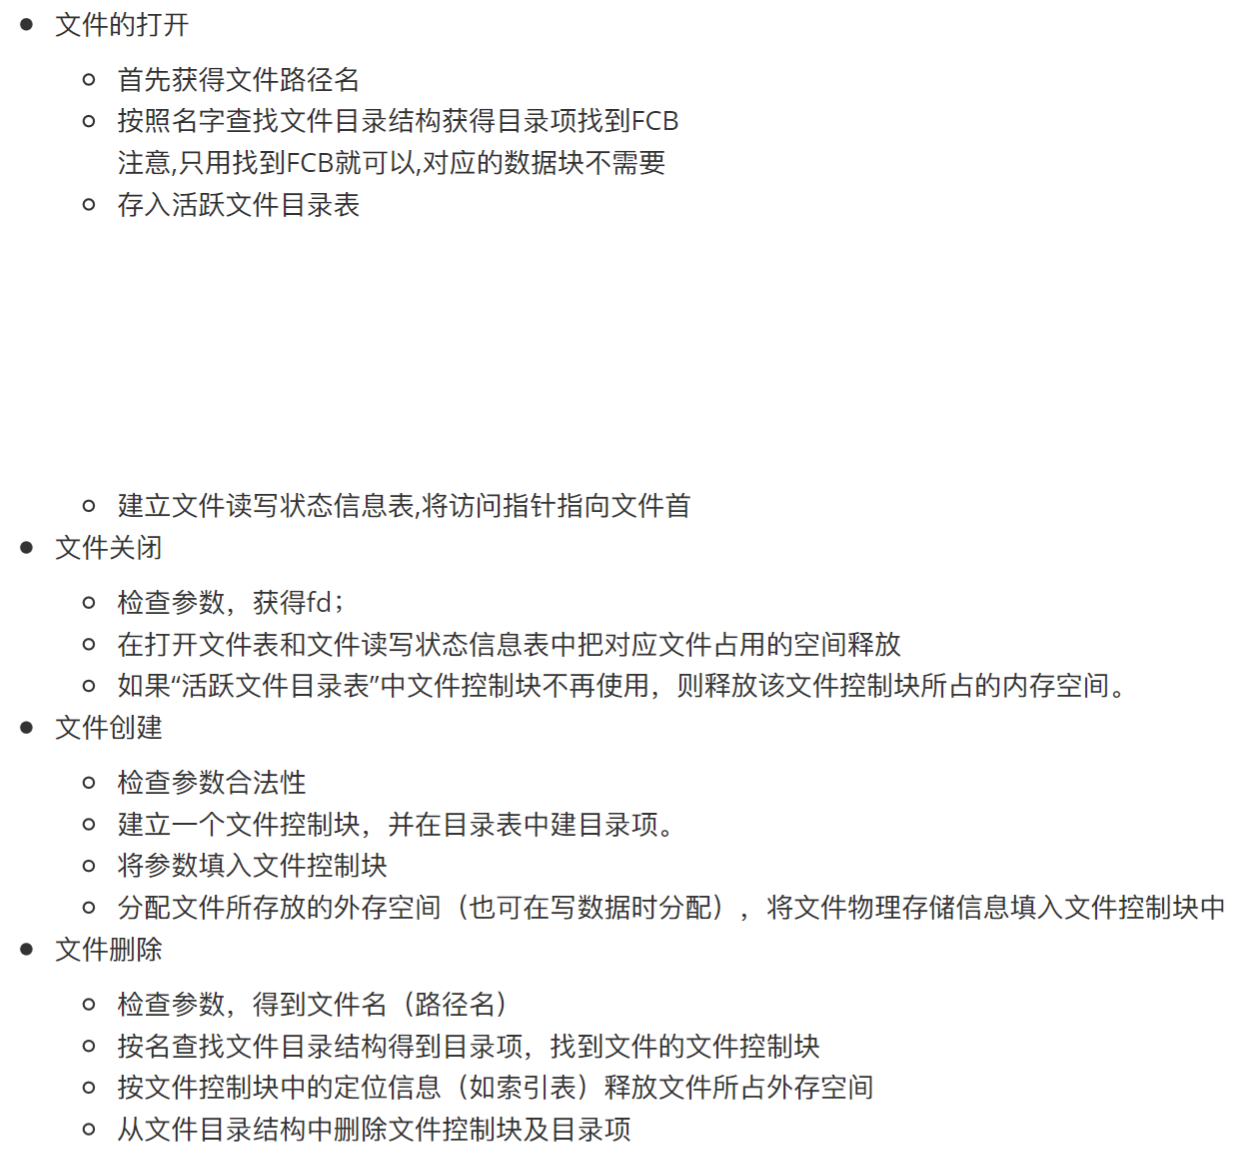 文件的打开
首先获得文件路径名
按照名字查找文件目录结构获得目录项找到FCB
注意,只用找到FCB就可以,对应的数据块不需要
存入活跃文件目录表
建立文件读写状态信息表,将访问指针指向文件首
文件关闭
检查参数，获得fd；
在打开文件表和文件读写状态信息表中把对应文件占用的空间释放
如果“活跃文件目录表”中文件控制块不再使用，则释放该文件控制块所占的内存空间。
文件创建
检查参数合法性
建立一个文件控制块，并在目录表中建目录项。
将参数填入文件控制块
分配文件所存放的外存空间（也可在写数据时分配），将文件物理存储信息填入文件控制块中
文件删除
检查参数，得到文件名（路径名）
按名查找文件目录结构得到目录项，找到文件的文件控制块
按文件控制块中的定位信息（如索引表）释放文件所占外存空间
从文件目录结构中删除文件控制块及目录项